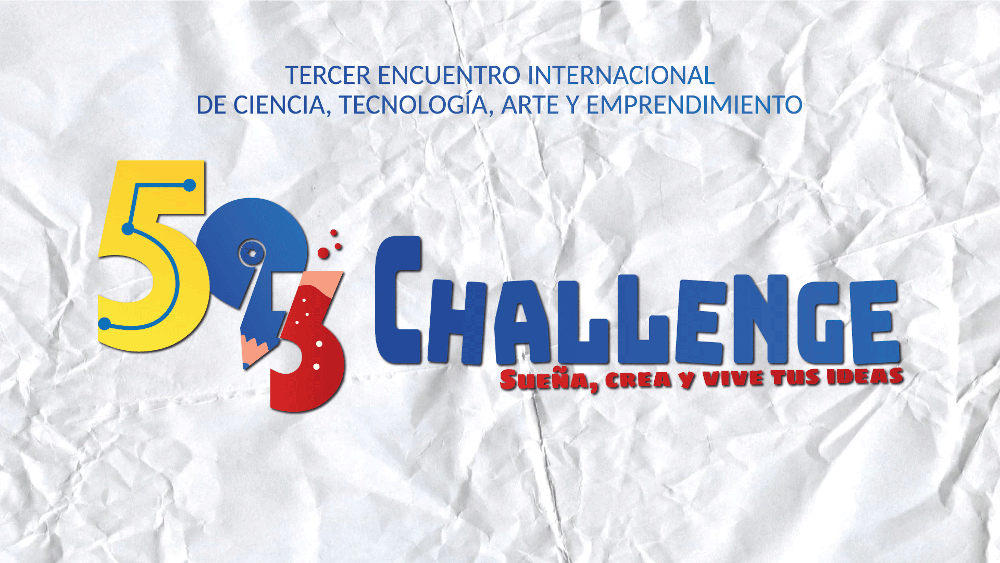 TERCER ENCUENTRO INTERNACIONAL
DE CIENCIA, TECNOLOGÍA, ARTE Y EMPRENDIMIENTO
593 CHALLENGE
SUEÑA, CREA Y VIVE TUS IDEAS